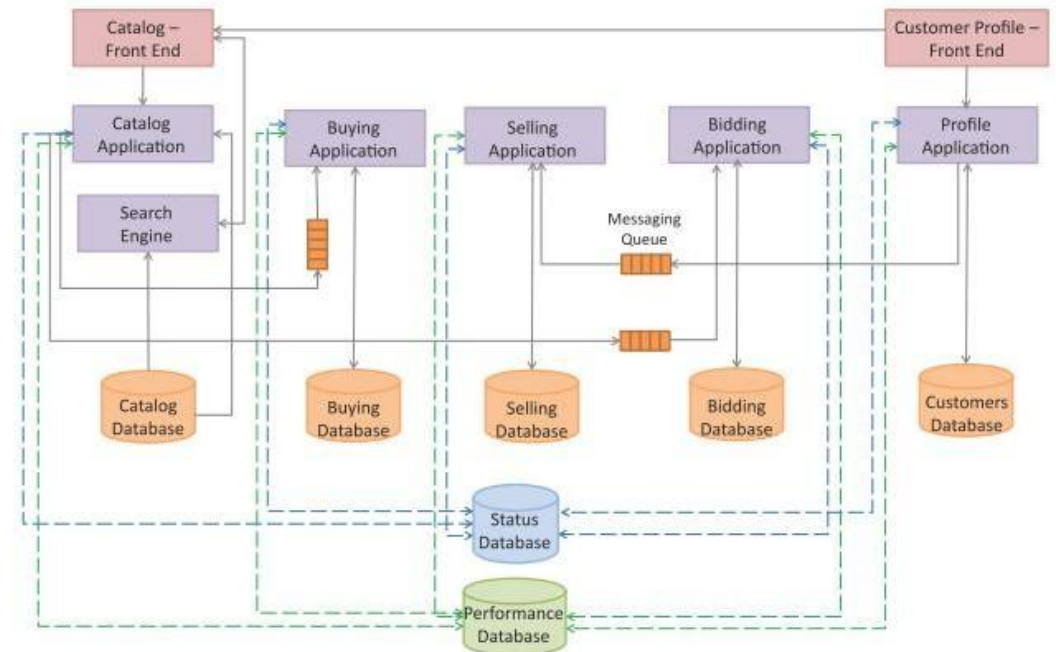 Catalog –
Front End
Customer Profile –
Front End
Catalog
Application
Buying
Application
Selling
Application
Bidding
Application
Profile
Application
Search
Engine
Messaging
Queue
Catalog
Database
Buying
Database
Selling
Database
Bidding
Database
Customers
Database
Status
Database
Performance
Database